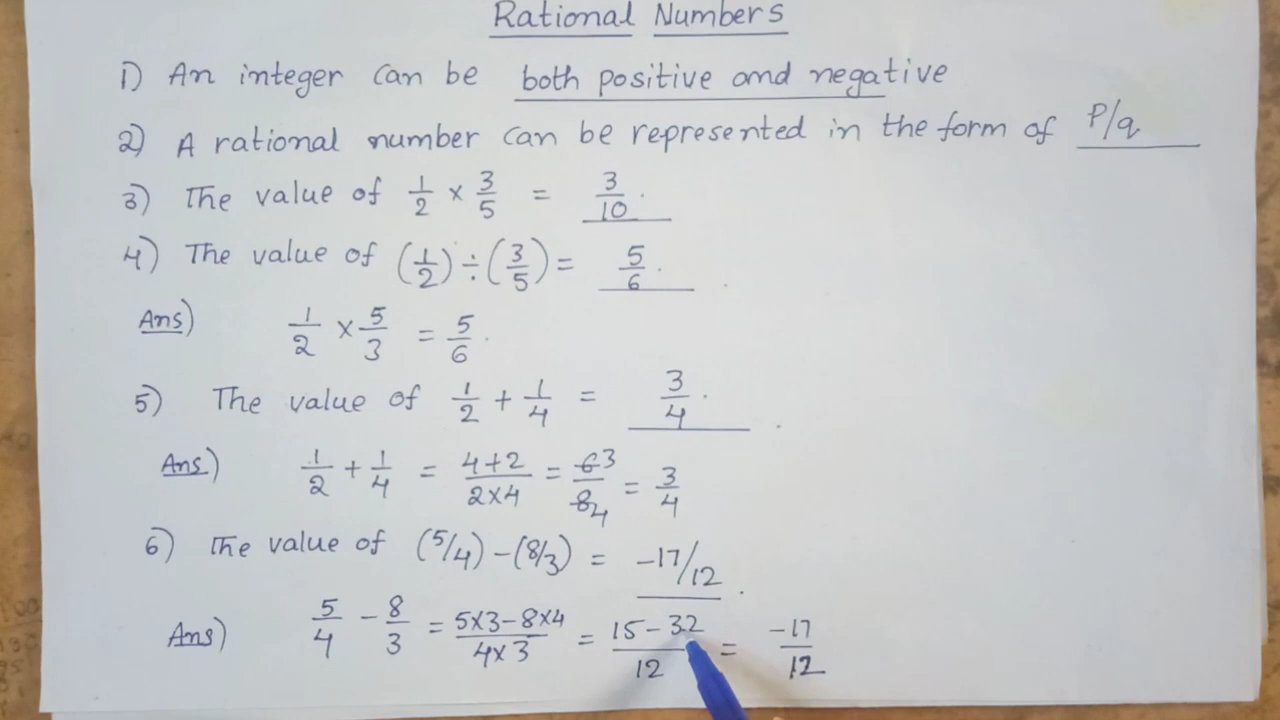 Rational Numbers
1) An integer can be both positive and negative
2) A rational number can be represented in the form of P/q
3) The value of 1/2 × 3/5 = 3/10.
4) The value of (1/2) ÷ (3/5) = 5/6.
Ans) 1/2 × 5/3 = 5/6.
5) The value of 1/2 + 1/4 = 3/4.
Ans) 1/2 + 1/4 = 4+2/2×4 = 6 3/8 4 = 3/4
6) The value of (5/4) - (8/3) = -17/12.
Ans) 5/4 - 8/3 = 5×3-8×4/4×3 = 15-32/12 = -17/12